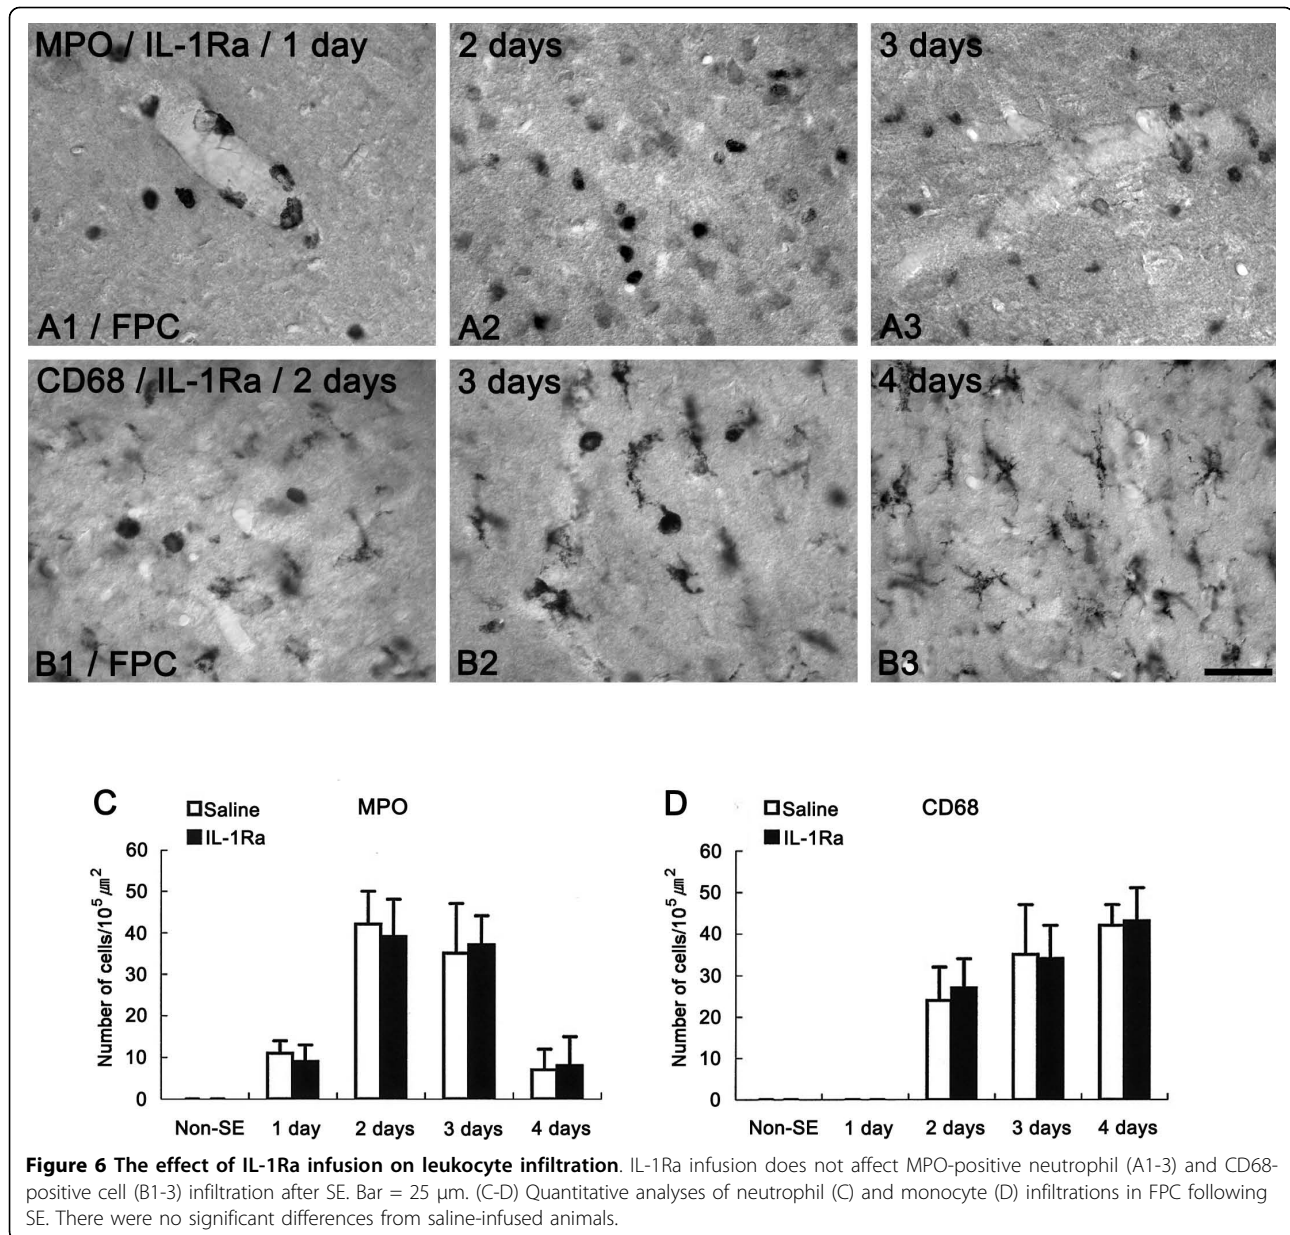 MPO / IL-1Ra / 1 day
2 days
3 days
A1 / FPC
A2
A3
CD68 / IL-1Ra / 2 days
3 days
4 days
B1 / FPC
B2
B3
C
Saline
IL-1Ra
MPO
Number of cells/10⁵ μm²
60
50
40
30
20
10
0
Non-SE
1 day
2 days
3 days
4 days
D
Saline
IL-1Ra
CD68
Number of cells/10⁵ μm²
60
50
40
30
20
10
0
Non-SE
1 day
2 days
3 days
4 days
Figure 6 The effect of IL-1Ra infusion on leukocyte infiltration. IL-1Ra infusion does not affect MPO-positive neutrophil (A1-3) and CD68-
positive cell (B1-3) infiltration after SE. Bar = 25 μm. (C-D) Quantitative analyses of neutrophil (C) and monocyte (D) infiltrations in FPC following
SE. There were no significant differences from saline-infused animals.